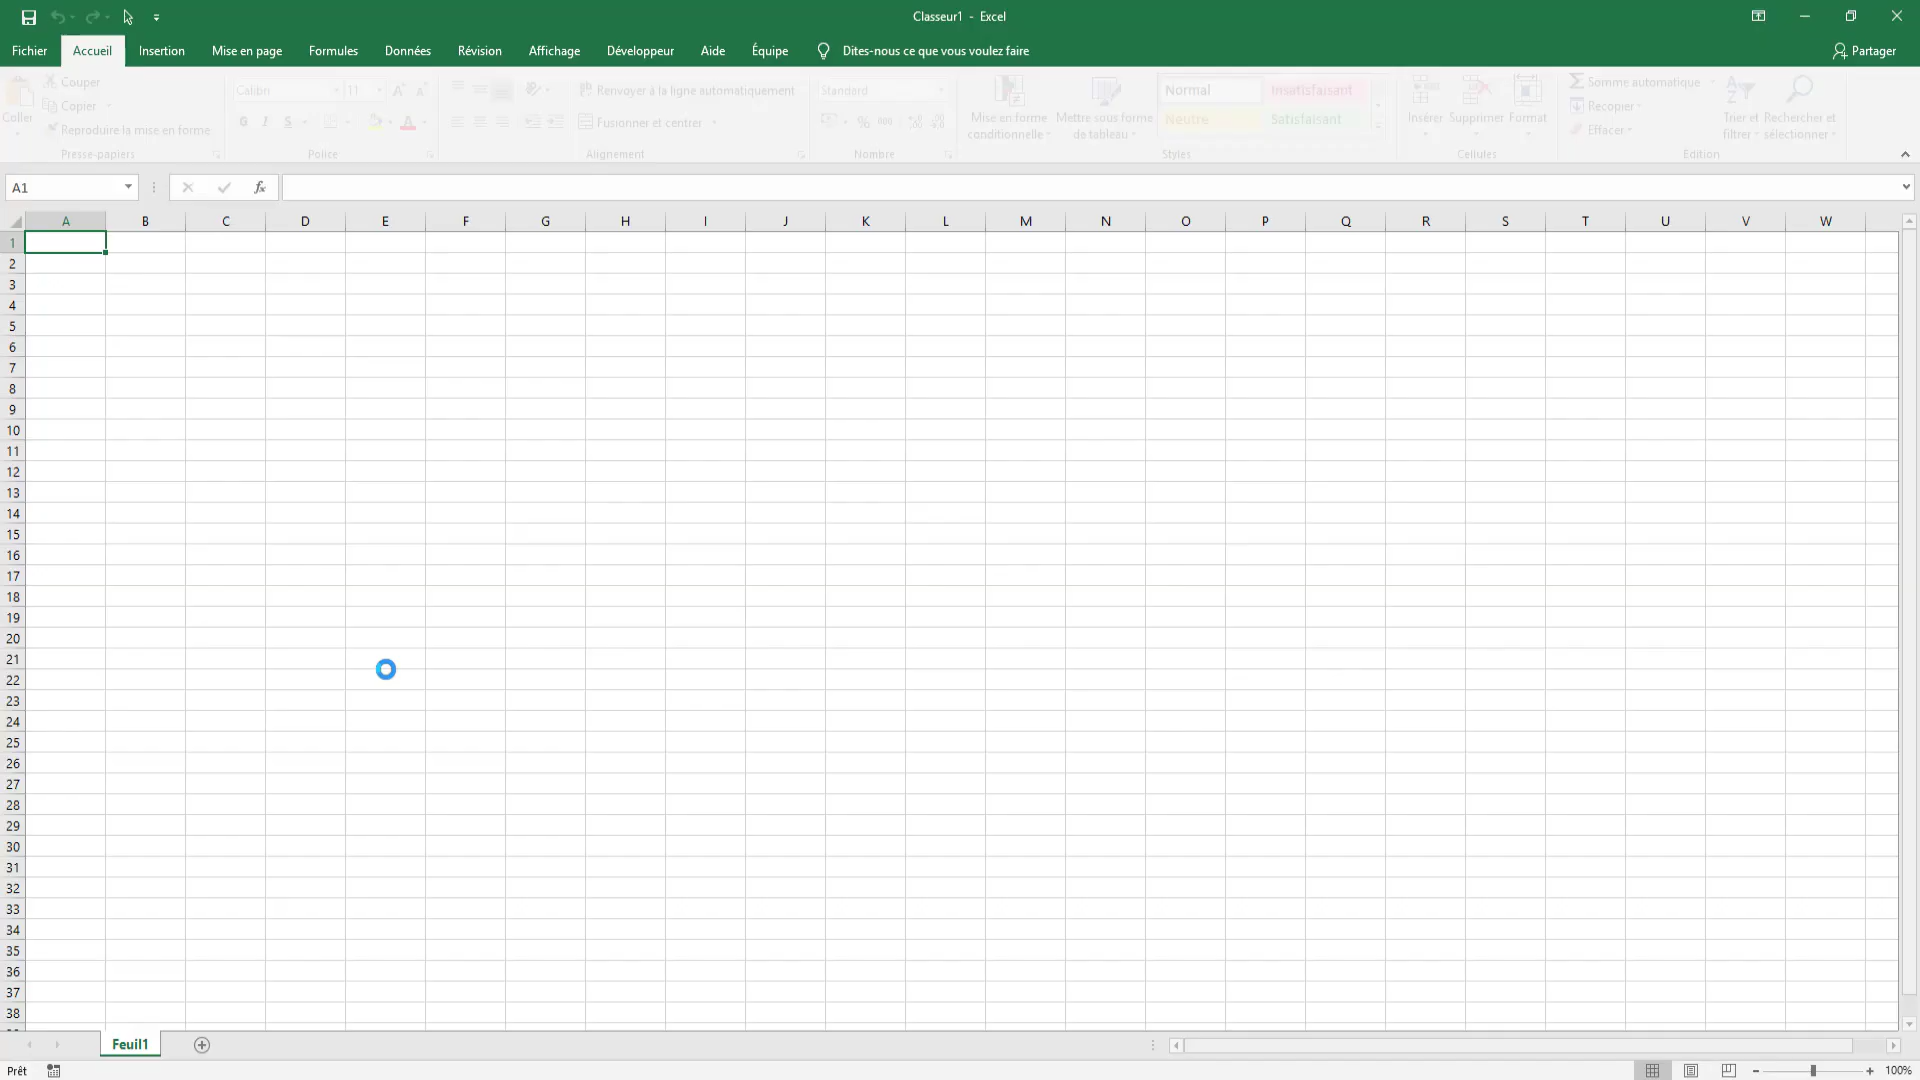 Classeur1 - Excel
Fichier Accueil Insertion Mise en page Formules Données Révision Affichage Développeur Aide Équipe Dites-nous ce que vous voulez faire Partager
Coller
Couper
Copier
Reproduire la mise en forme
Presse-papiers
Calibri 11
G I S
Police
Renvoyer à la ligne automatiquement
Fusionner et centrer
Alignement
Standard
% 000
Nombre
Mise en forme conditionnelle
Mettre sous forme de tableau
Normal Insatisfaisant
Neutre Satisfaisant
Styles
Insérer Supprimer Format
Cellules
Somme automatique
Recopier
Effacer
Trier et filtrer
Rechercher et sélectionner
Édition
A1 fx
A B C D E F G H I J K L M N O P Q R S T U V W
1
2
3
4
5
6
7
8
9
10
11
12
13
14
15
16
17
18
19
20
21
22
23
24
25
26
27
28
29
30
31
32
33
34
35
36
37
38
Feuil1
Prêt 100%